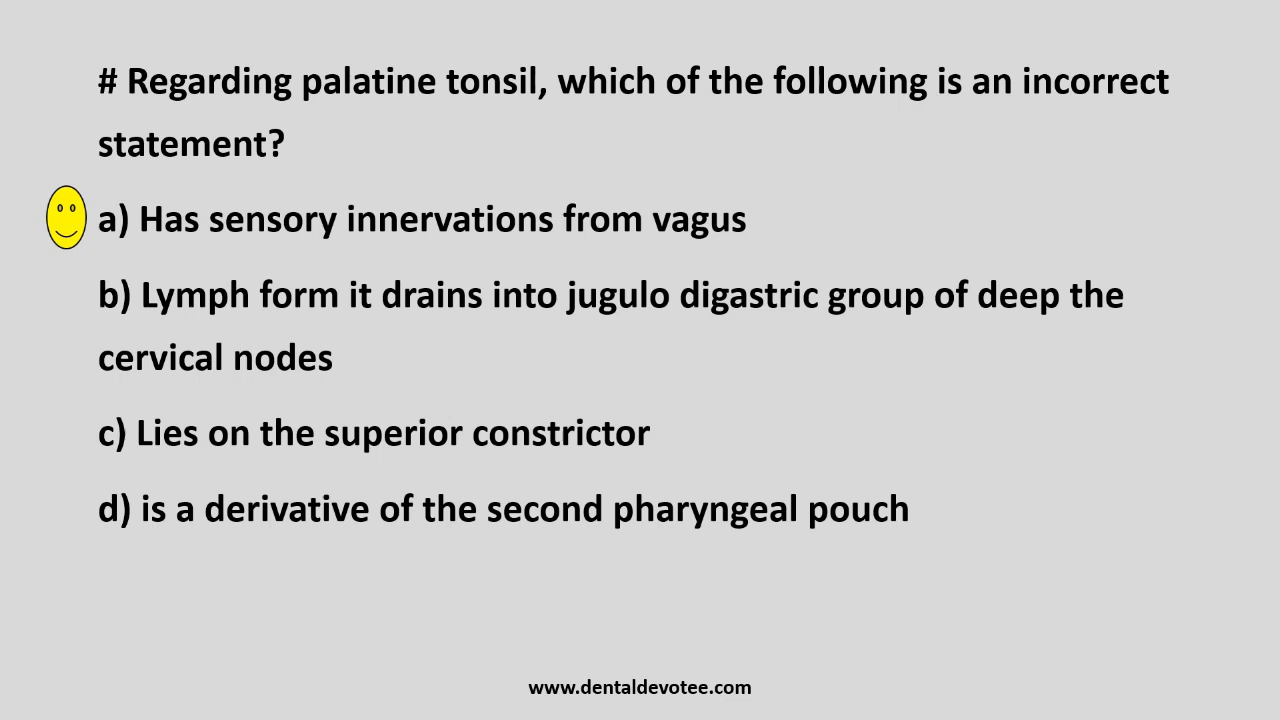 # Regarding palatine tonsil, which of the following is an incorrect
statement?
a) Has sensory innervations from vagus
b) Lymph form it drains into jugulo digastric group of deep the
cervical nodes
c) Lies on the superior constrictor
d) is a derivative of the second pharyngeal pouch
www.dentaldevotee.com